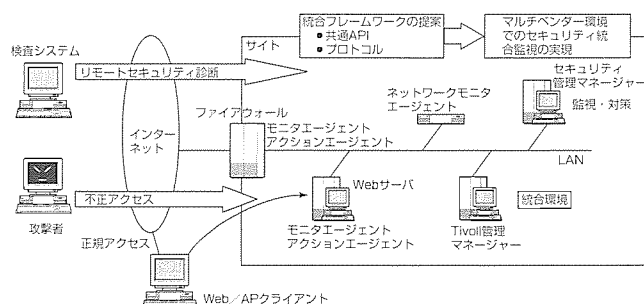 統合フレームワークの提案
• 共通API
• プロトコル
マルチベンダー環境
でのセキュリティ統
合監視の実現
サイト
検査システム
リモートセキュリティ診断
セキュリティ
管理マネージャー
監視・対策
ネットワークモニタ
エージェント
ファイアウォール
モニタエージェント
アクションエージェント
インター
ネット
LAN
不正アクセス
攻撃者
Webサーバ
モニタエージェント
アクションエージェント
統合環境
Tivoli管理
マネージャー
正規アクセス
Web/APクライアント